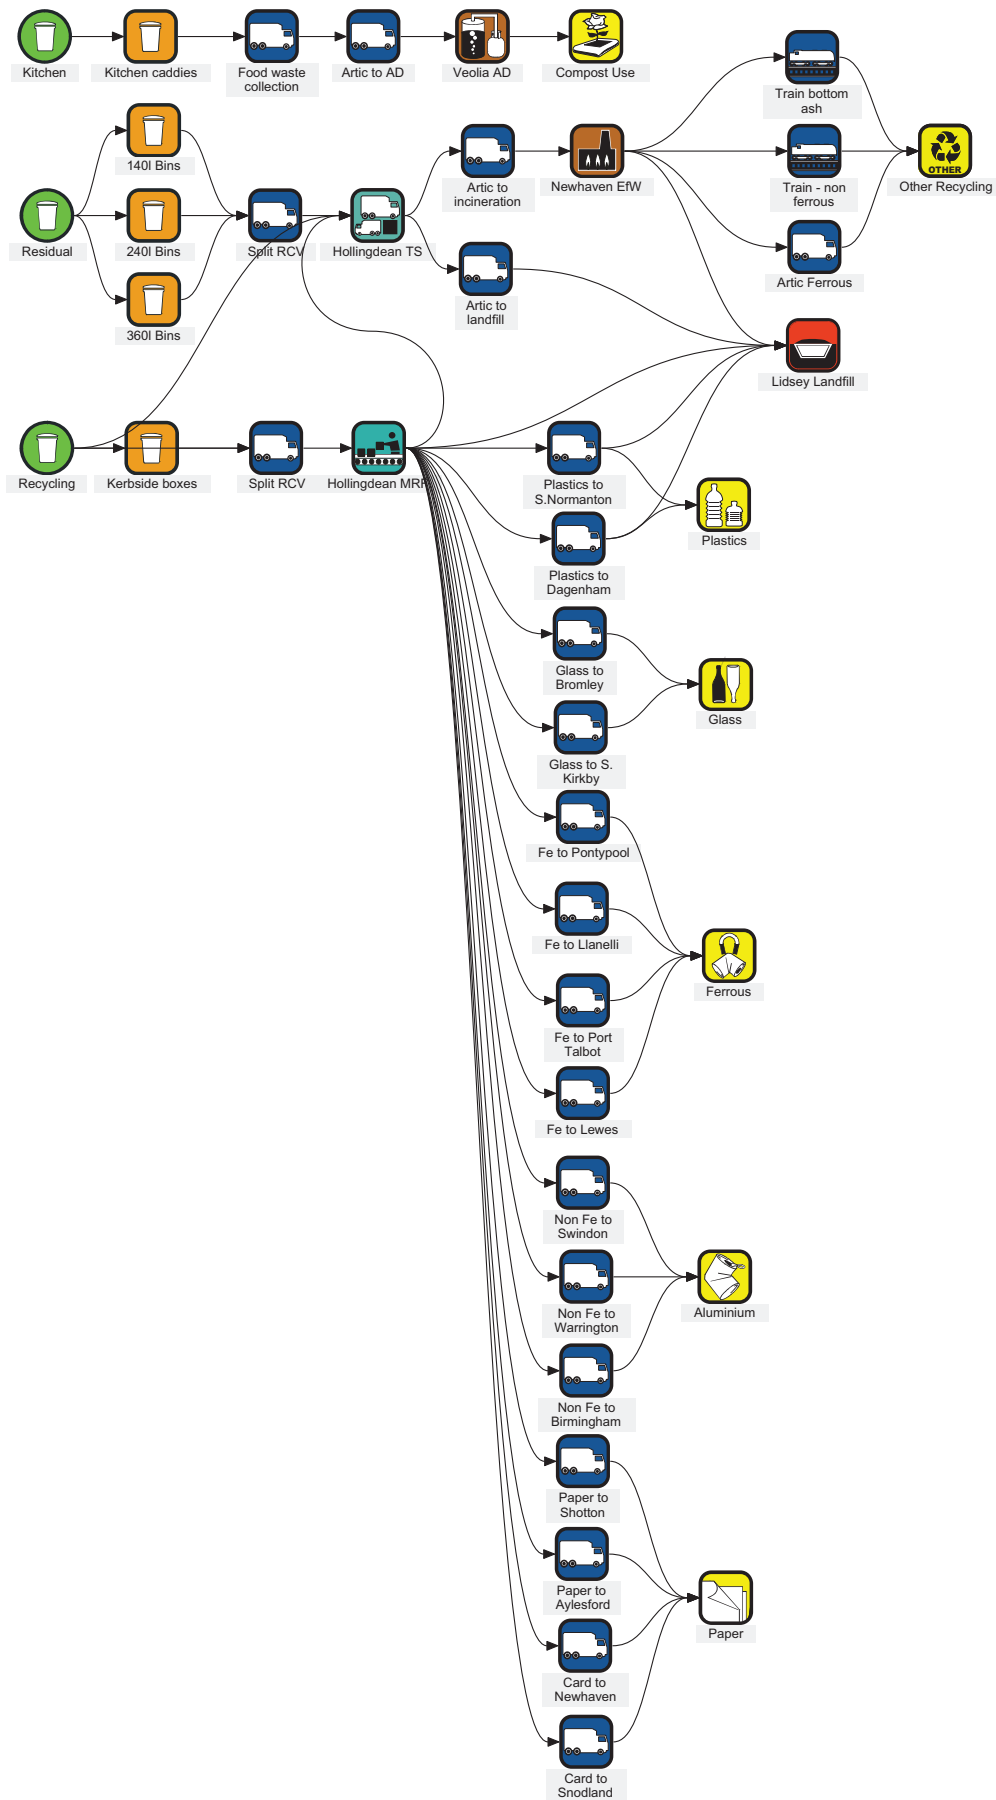 Kitchen
Kitchen caddies
Food waste
collection
Artic to AD
Veolia AD
Compost Use
Train bottom
ash
140l Bins
Artic to
incineration
Newhaven EfW
Train - non
ferrous
OTHER
Other Recycling
Residual
240l Bins
Split RCV
Hollingdean TS
Artic Ferrous
Artic to
landfill
360l Bins
Lidsey Landfill
Recycling
Kerbside boxes
Split RCV
Hollingdean MRF
Plastics to
S.Normanton
Plastics
Plastics to
Dagenham
Glass to
Bromley
Glass
Glass to S.
Kirkby
Fe to Pontypool
Fe to Llanelli
Ferrous
Fe to Port
Talbot
Fe to Lewes
Non Fe to
Swindon
Non Fe to
Warrington
Aluminium
Non Fe to
Birmingham
Paper to
Shotton
Paper to
Aylesford
Paper
Card to
Newhaven
Card to
Snodland